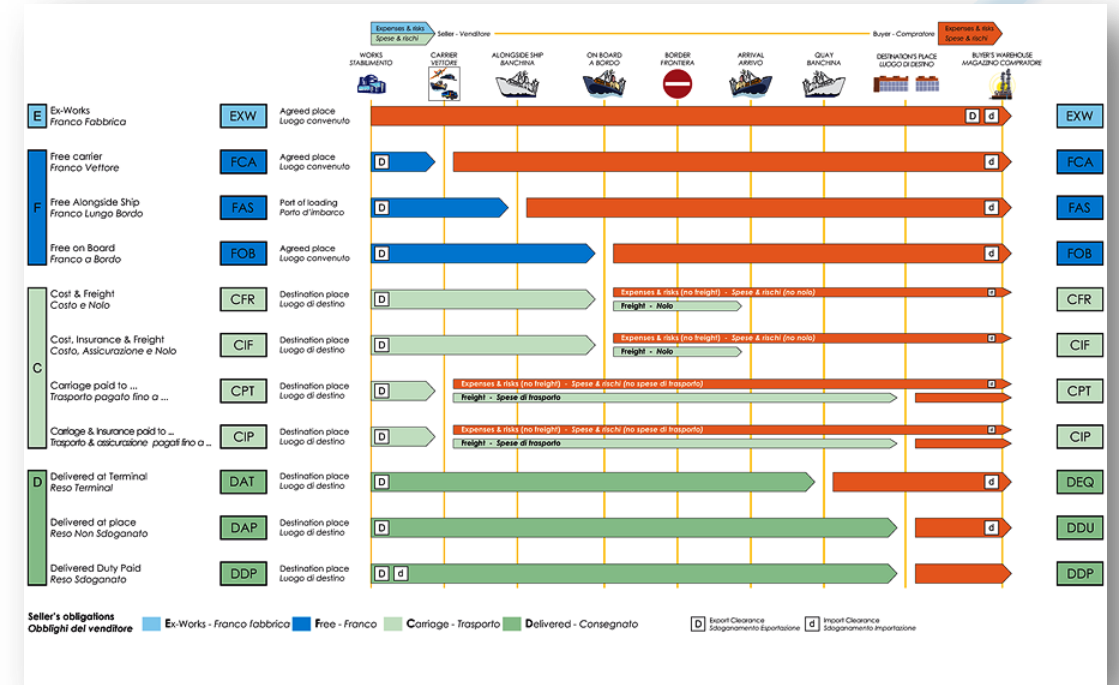 Expenses & risks
Spese & rischi
Seller - Venditore
Buyer - Compratore
Expenses & risks
Spese & rischi
WORKS
STABILIMENTO
CARRIER
VETTORE
ALONGSIDE SHIP
BANCHINA
ON BOARD
A BORDO
BORDER
FRONTIERA
ARRIVAL
ARRIVO
QUAY
BANCHINA
DESTINATION'S PLACE
LUOGO DI DESTINO
BUYER'S WAREHOUSE
MAGAZZINO COMPRATORE
E
Ex-Works
Franco Fabbrica
EXW
Agreed place
Luogo convenuto
D d
EXW
F
Free carrier
Franco Vettore
FCA
Agreed place
Luogo convenuto
D
d
FCA
Free Alongside Ship
Franco Lungo Bordo
FAS
Port of loading
Porto d'imbarco
D
d
FAS
Free on Board
Franco a Bordo
FOB
Agreed place
Luogo convenuto
D
d
FOB
C
Cost & Freight
Costo e Nolo
CFR
Destination place
Luogo di destino
D
Expenses & risks (no freight) - Spese & rischi (no nolo)
d
Freight - Nolo
CFR
Cost, Insurance & Freight
Costo, Assicurazione e Nolo
CIF
Destination place
Luogo di destino
D
Expenses & risks (no freight) - Spese & rischi (no nolo)
d
Freight - Nolo
CIF
Carriage paid to ...
Trasporto pagato fino a ...
CPT
Destination place
Luogo di destino
D
Expenses & risks (no freight) - Spese & rischi (no spese di trasporto)
d
Freight - Spese di trasporto
CPT
Carriage & Insurance paid to ...
Trasporto & assicurazione pagati fino a ...
CIP
Destination place
Luogo di destino
D
Expenses & risks (no freight) - Spese & rischi (no spese di trasporto)
d
Freight - Spese di trasporto
CIP
D
Delivered at Terminal
Reso Terminal
DAT
Destination place
Luogo di destino
D
d
DEQ
Delivered at place
Reso Non Sdoganato
DAP
Destination place
Luogo di destino
D
d
DDU
Delivered Duty Paid
Reso Sdoganato
DDP
Destination place
Luogo di destino
D d
DDP
Seller's obligations
Obblighi del venditore
Ex-Works - Franco fabbrica
Free - Franco
Carriage - Trasporto
Delivered - Consegnato
D
Export Clearance
Sdoganamento Esportazione
d
Import Clearance
Sdoganamento Importazione